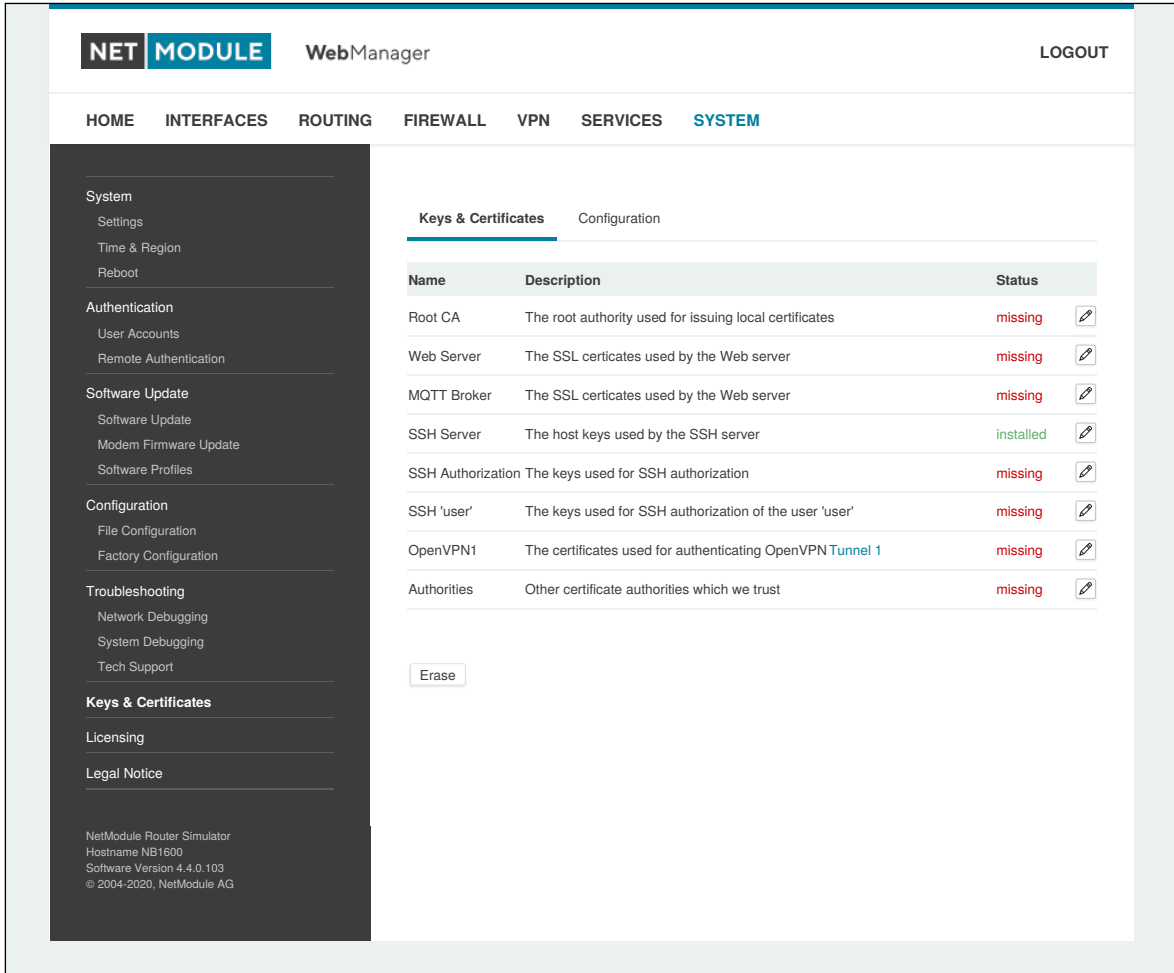 NET MODULE WebManager LOGOUT
HOME INTERFACES ROUTING FIREWALL VPN SERVICES SYSTEM
System
Settings
Time & Region
Reboot
Authentication
User Accounts
Remote Authentication
Software Update
Software Update
Modem Firmware Update
Software Profiles
Configuration
File Configuration
Factory Configuration
Troubleshooting
Network Debugging
System Debugging
Tech Support
Keys & Certificates
Licensing
Legal Notice
NetModule Router Simulator
Hostname NB1600
Software Version 4.4.0.103
© 2004-2020, NetModule AG
Keys & Certificates Configuration
Name Description Status
Root CA The root authority used for issuing local certificates missing
Web Server The SSL certicates used by the Web server missing
MQTT Broker The SSL certicates used by the Web server missing
SSH Server The host keys used by the SSH server installed
SSH Authorization The keys used for SSH authorization missing
SSH 'user' The keys used for SSH authorization of the user 'user' missing
OpenVPN1 The certificates used for authenticating OpenVPN Tunnel 1 missing
Authorities Other certificate authorities which we trust missing
Erase